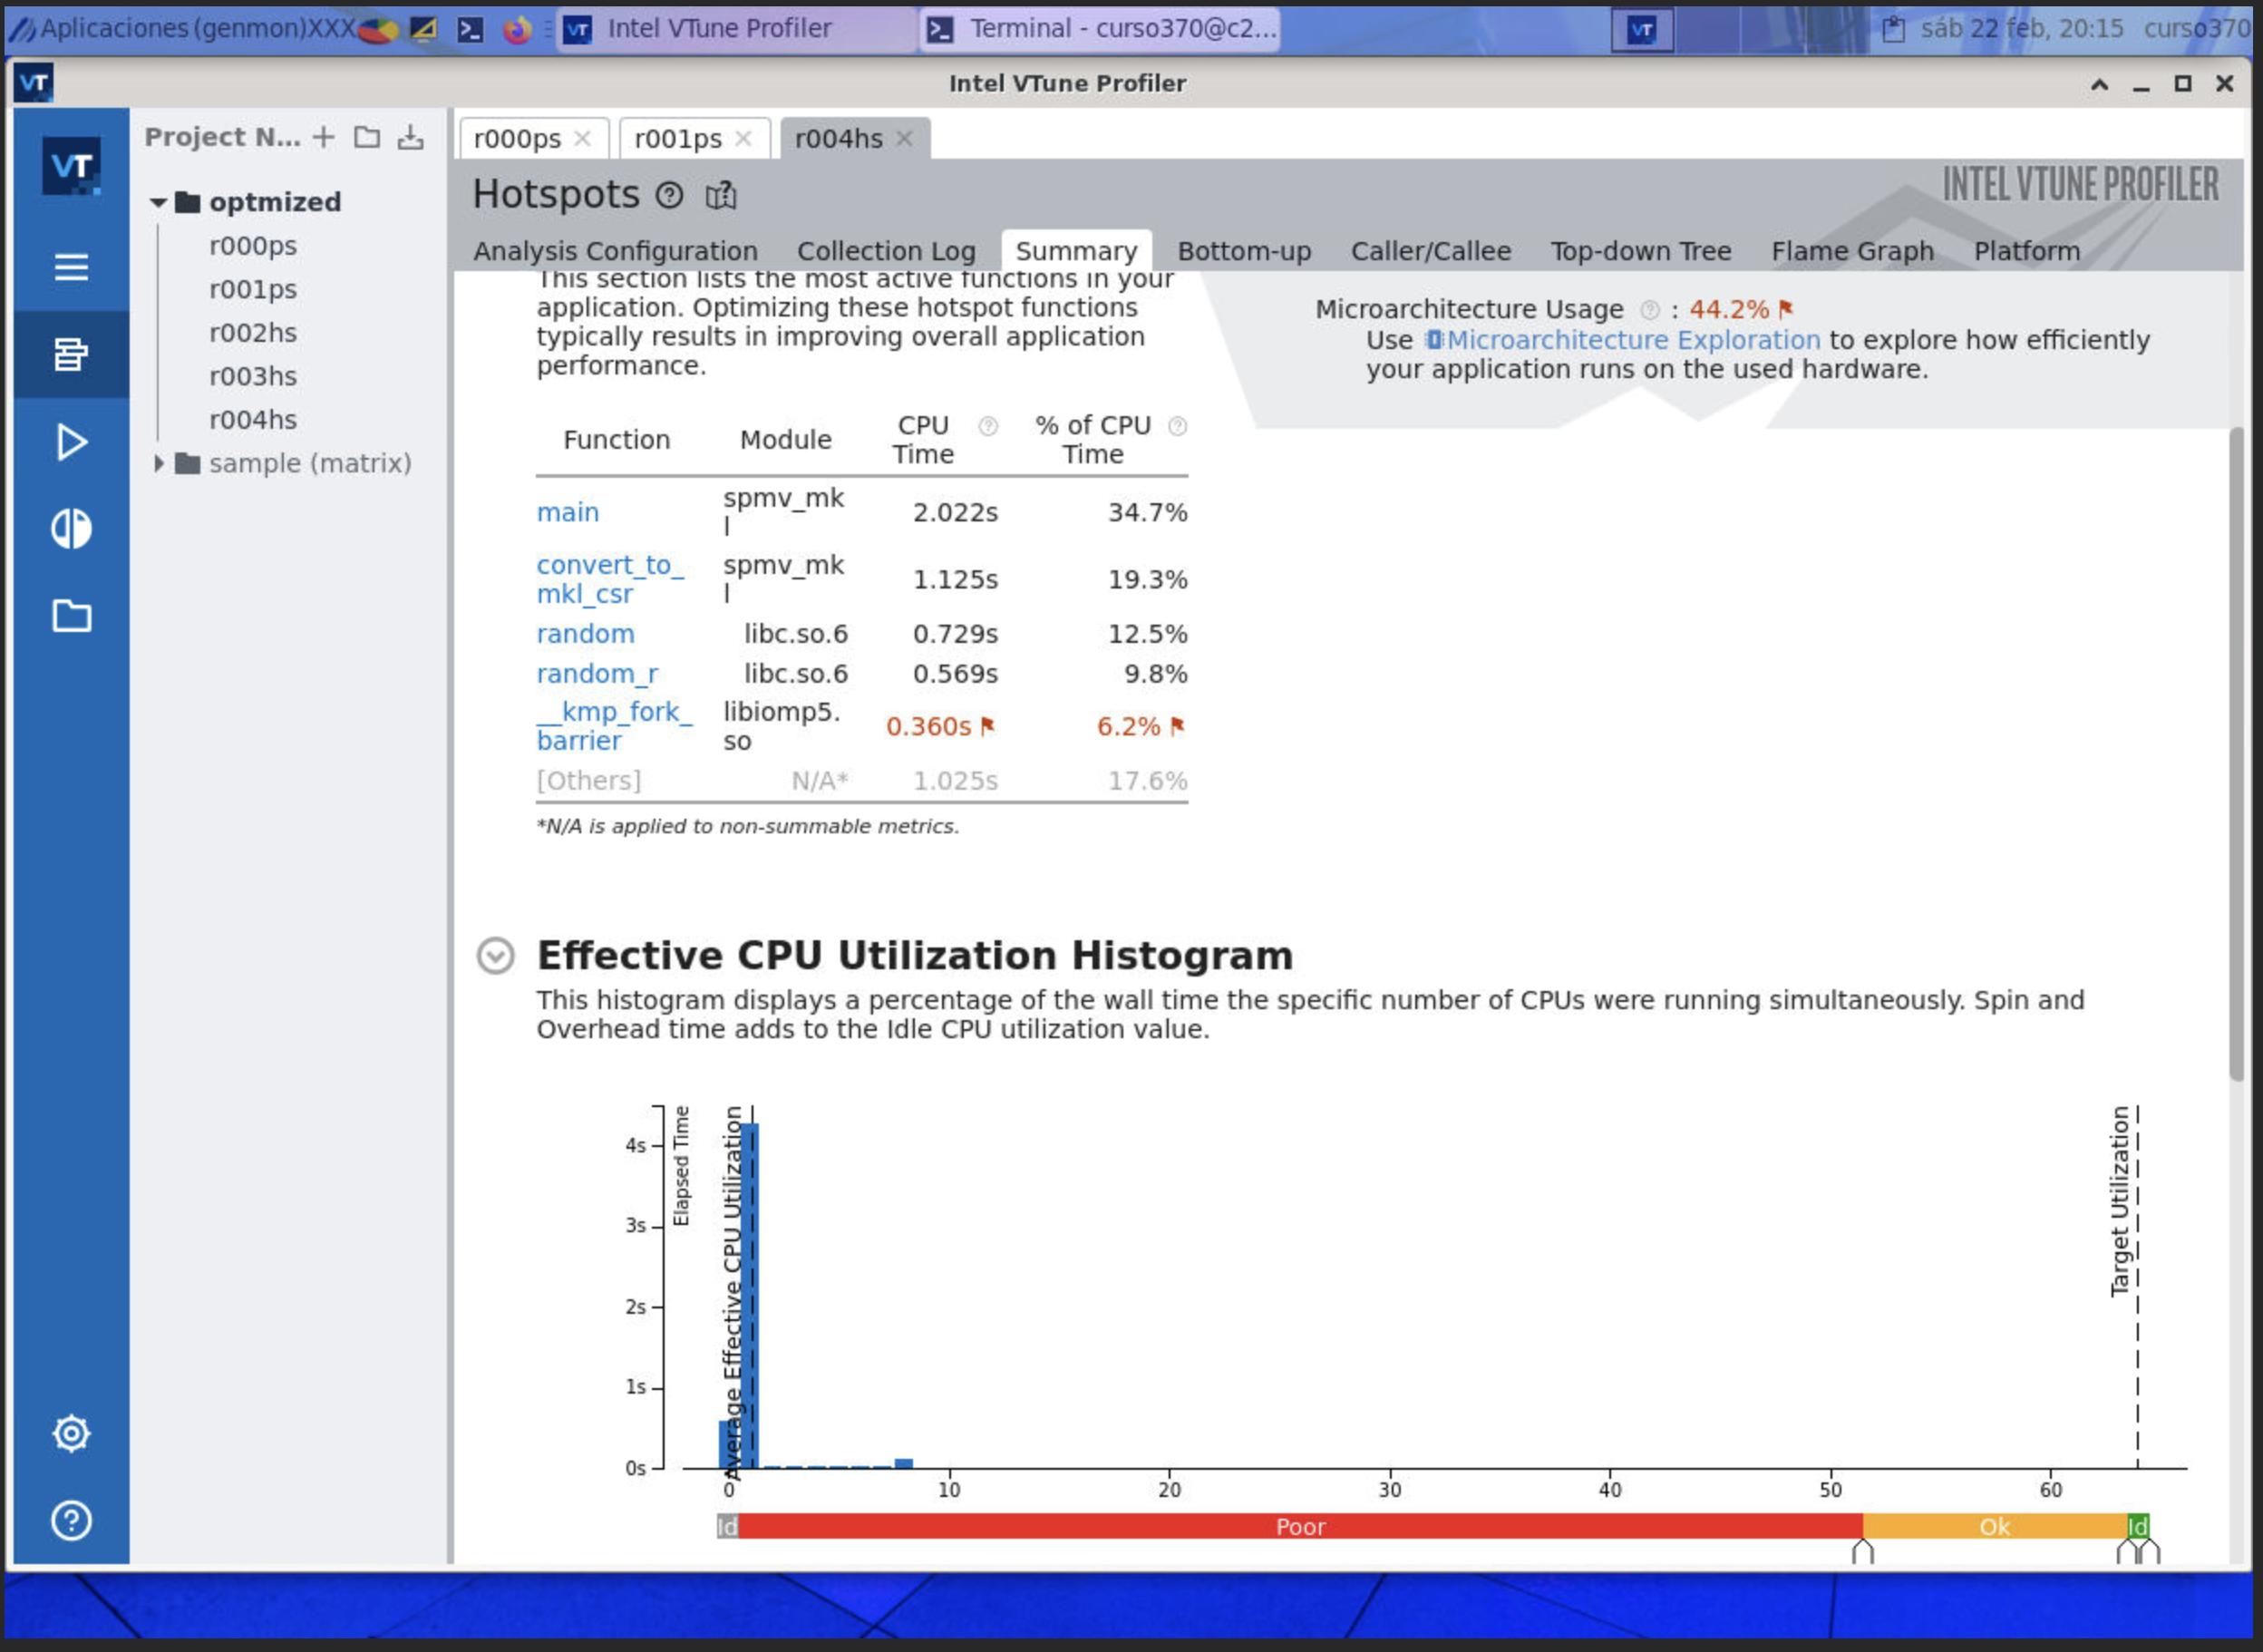 Aplicaciones (genmon)XXX
Intel VTune Profiler
Terminal - curso370@c2...
sáb 22 feb, 20:15
curso370
Intel VTune Profiler
Project N...
optmized
r000ps
r001ps
r002hs
r003hs
r004hs
sample (matrix)
r000ps
r001ps
r004hs
Hotspots
INTEL VTUNE PROFILER
Analysis Configuration
Collection Log
Summary
Bottom-up
Caller/Callee
Top-down Tree
Flame Graph
Platform
This section lists the most active functions in your
application. Optimizing these hotspot functions
typically results in improving overall application
performance.
Microarchitecture Usage : 44.2%
Use Microarchitecture Exploration to explore how efficiently
your application runs on the used hardware.
Function Module CPU Time % of CPU Time
main spmv_mkl 2.022s 34.7%
convert_to_mkl_csr spmv_mkl 1.125s 19.3%
random libc.so.6 0.729s 12.5%
random_r libc.so.6 0.569s 9.8%
__kmp_fork_barrier libiomp5.so 0.360s 6.2%
[Others] N/A* 1.025s 17.6%
*N/A is applied to non-summable metrics.
Effective CPU Utilization Histogram
This histogram displays a percentage of the wall time the specific number of CPUs were running simultaneously. Spin and
Overhead time adds to the Idle CPU utilization value.
Elapsed Time
4s
3s
2s
1s
0s
Average Effective CPU Utilization
Target Utilization
0 10 20 30 40 50 60
Id Poor Ok Id